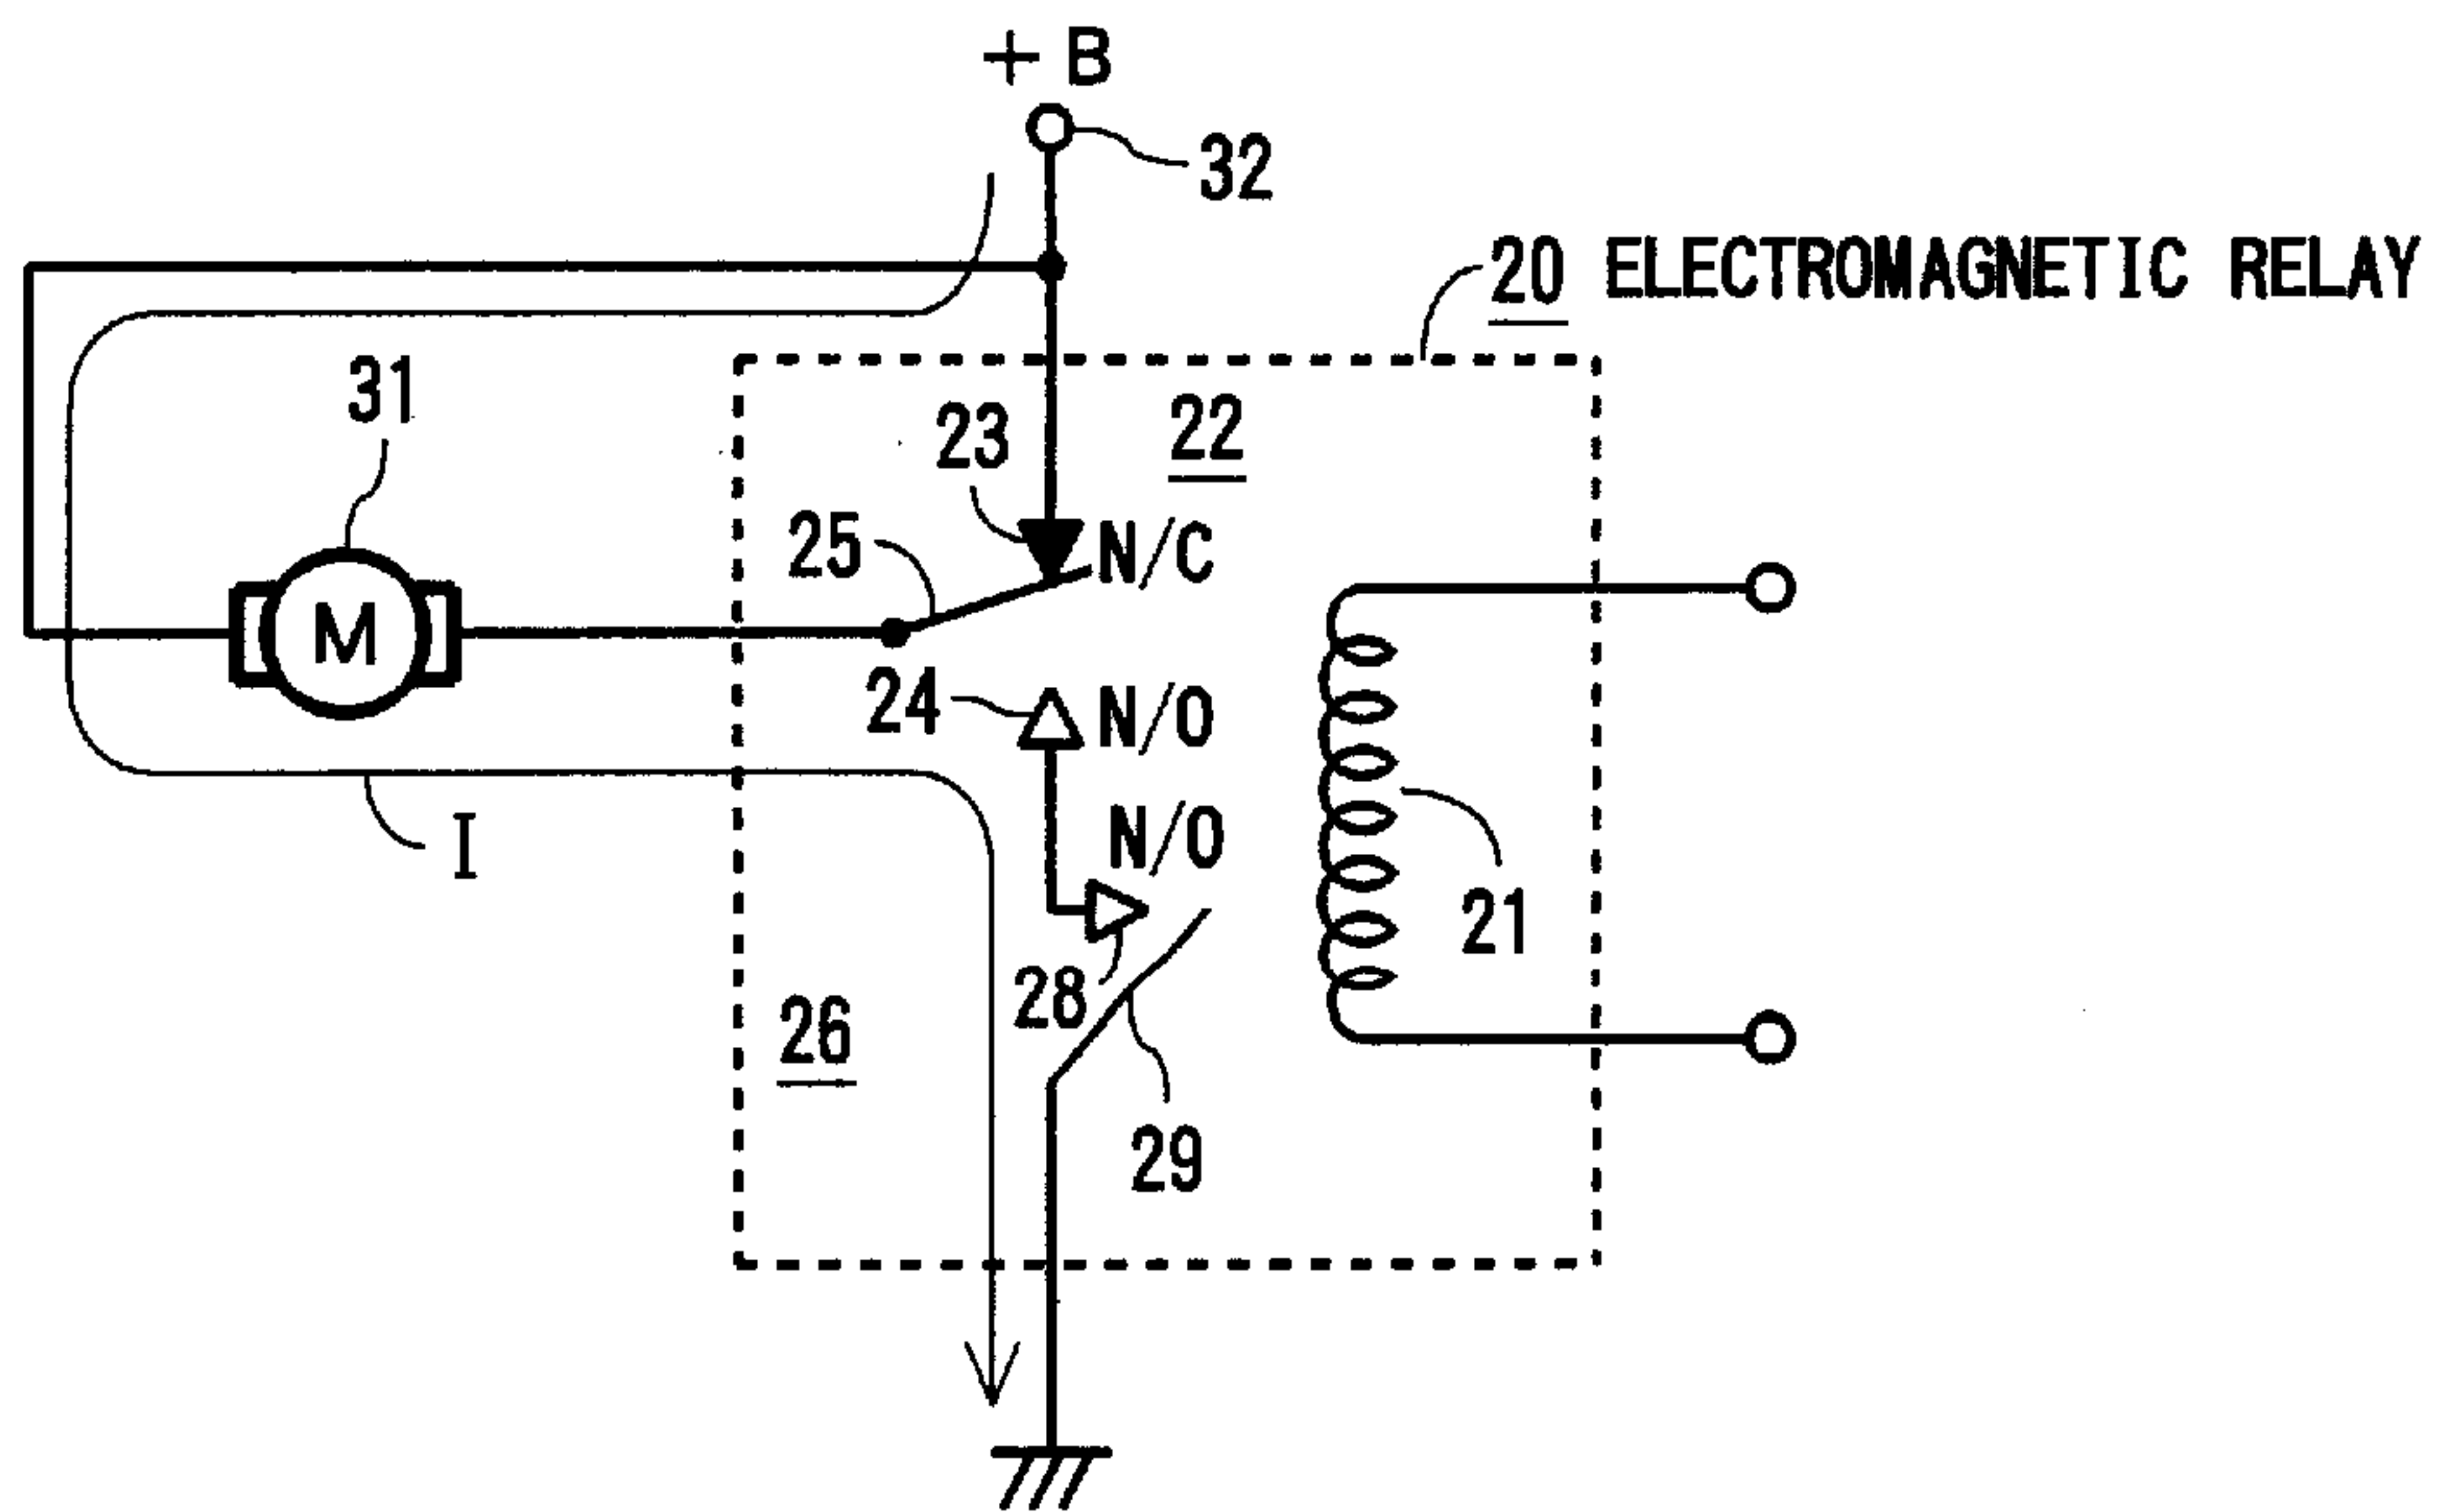 + B
32
20 ELECTROMAGNETIC RELAY
31
23
22
25
N/C
M
24
N/O
N/O
I
21
28
26
29